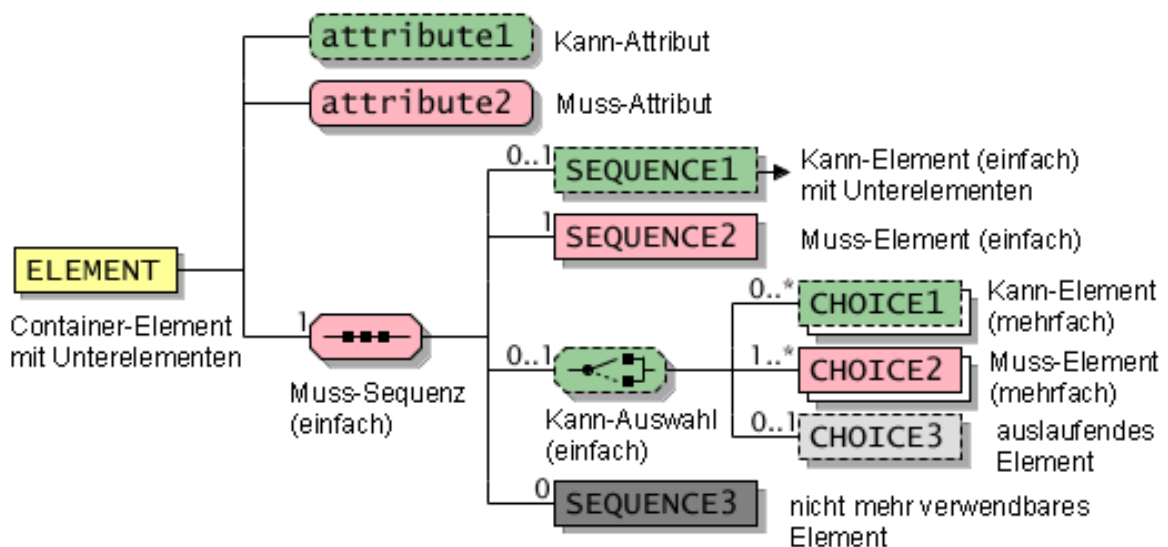 attribute1 Kann-Attribut
attribute2 Muss-Attribut
0..1 SEQUENCE1 Kann-Element (einfach)
mit Unterelementen
1 SEQUENCE2 Muss-Element (einfach)
ELEMENT
Container-Element
mit Unterelementen
1
Muss-Sequenz
(einfach)
0..1
Kann-Auswahl
(einfach)
0..* CHOICE1 Kann-Element
(mehrfach)
1..* CHOICE2 Muss-Element
(mehrfach)
0..1 CHOICE3 auslaufendes
Element
0 SEQUENCE3 nicht mehr verwendbares
Element